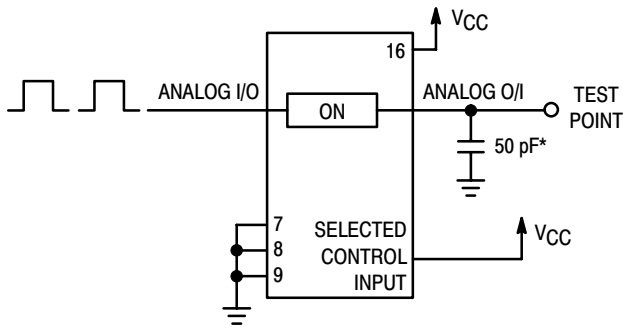 VCC
16
ANALOG I/O
ON
ANALOG O/I
TEST
POINT
50 pF*
7
8
9
SELECTED
CONTROL
INPUT
VCC